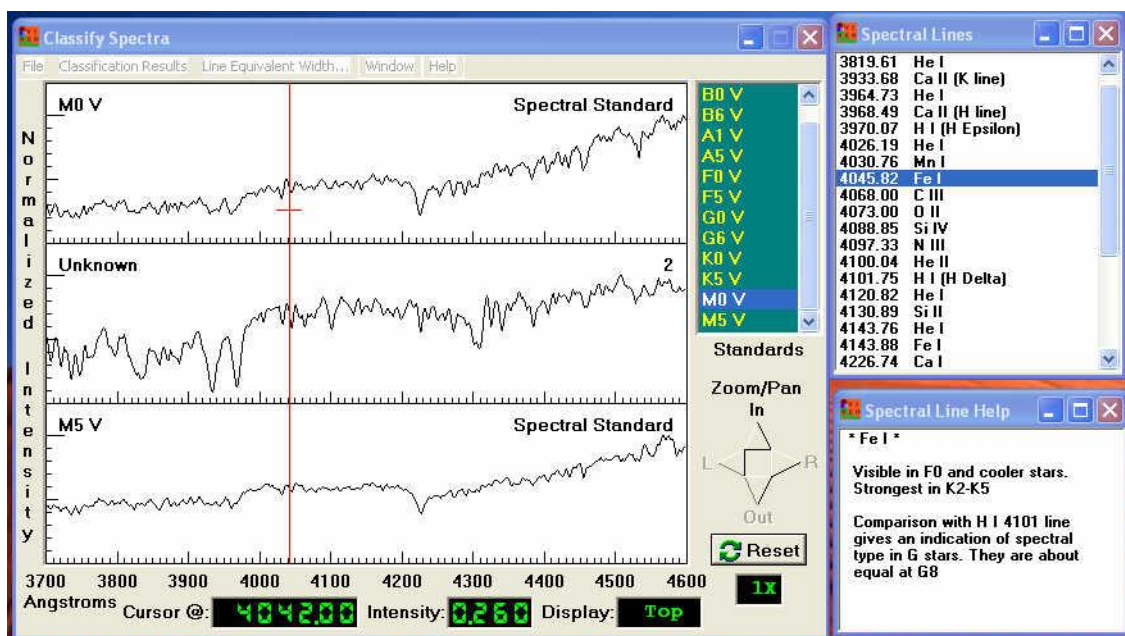 Classify Spectra
File Classification Results Line Equivalent Width... Window Help
Normalized Intensity
M0 V
Spectral Standard
Unknown
2
M5 V
Spectral Standard
3700 3800 3900 4000 4100 4200 4300 4400 4500 4600
Angstroms
Cursor @: 4042.00 Intensity: 0.260 Display: Top
B0 V
B6 V
A1 V
A5 V
F0 V
F5 V
G0 V
G6 V
K0 V
K5 V
M0 V
M5 V
Standards
Zoom/Pan
In
L R
Out
Reset
1X
Spectral Lines
3819.61 He I
3933.68 Ca II (K line)
3964.73 He I
3968.49 Ca II (H line)
3970.07 H I (H Epsilon)
4026.19 He I
4030.76 Mn I
4045.82 Fe I
4068.00 C III
4073.00 O II
4088.85 Si IV
4097.33 N III
4100.04 He II
4101.75 H I (H Delta)
4120.82 He I
4130.89 Si II
4143.76 He I
4143.88 Fe I
4226.74 Ca I
Spectral Line Help
* Fe I *
Visible in F0 and cooler stars.
Strongest in K2-K5
Comparison with H I 4101 line
gives an indication of spectral
type in G stars. They are about
equal at G8